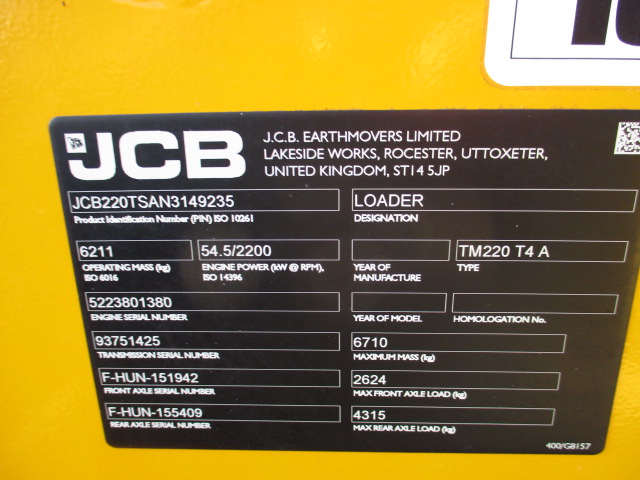 JCB
J.C.B. EARTHMOVERS LIMITED
LAKESIDE WORKS, ROCESTER, UTTOXETER,
UNITED KINGDOM, ST14 5JP
JCB220TSAN3149235 LOADER
Product Identification Number (PIN) ISO 10261 DESIGNATION
6211 54.5/2200 TM220 T4 A
OPERATING MASS (kg) ENGINE POWER (kW @ RPM), YEAR OF TYPE
ISO 6016 ISO 14396 MANUFACTURE
5223801380
ENGINE SERIAL NUMBER YEAR OF MODEL HOMOLOGATION No.
93751425 6710
TRANSMISSION SERIAL NUMBER MAXIMUM MASS (kg)
F-HUN-151942 2624
FRONT AXLE SERIAL NUMBER MAX FRONT AXLE LOAD (kg)
F-HUN-155409 4315
REAR AXLE SERIAL NUMBER MAX REAR AXLE LOAD (kg)
400/G8157